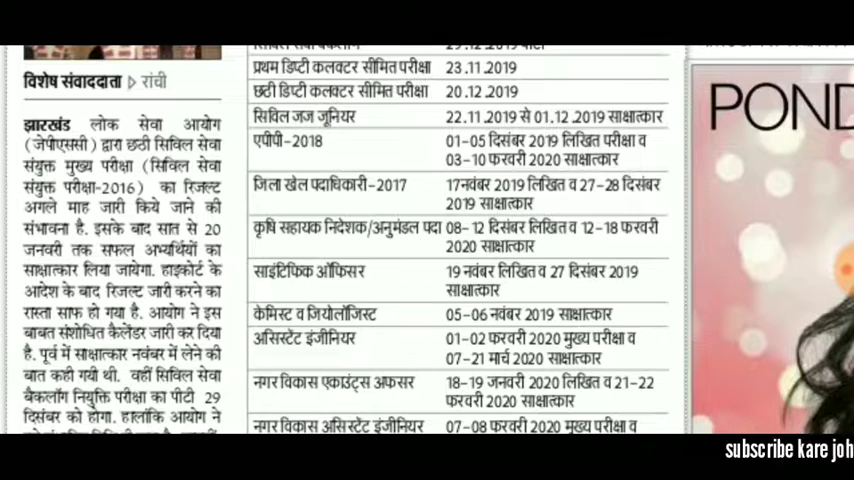 विशेष संवाददाता ▷ रांची
झारखंड लोक सेवा आयोग
(जेपीएससी) द्वारा छठी सिविल सेवा
संयुक्त मुख्य परीक्षा (सिविल सेवा
संयुक्त परीक्षा-2016) का रिजल्ट
अगले माह जारी किये जाने की
संभावना है. इसके बाद सात से 20
जनवरी तक सफल अभ्यर्थियों का
साक्षात्कार लिया जायेगा. हाइकोर्ट के
आदेश के बाद रिजल्ट जारी करने का
रास्ता साफ हो गया है. आयोग ने इस
बाबत संशोधित कैलेंडर जारी कर दिया
है. पूर्व में साक्षात्कार नवंबर में लेने की
बात कही गयी थी. वहीं सिविल सेवा
बैकलॉग नियुक्ति परीक्षा का पीटी 29
दिसंबर को होगा. हालांकि आयोग ने
सिविल सेवा बैकलॉग 29.12.2019 पीटी
प्रथम डिप्टी कलक्टर सीमित परीक्षा 23.11.2019
छठी डिप्टी कलक्टर सीमित परीक्षा 20.12.2019
सिविल जज जूनियर 22.11.2019 से 01.12.2019 साक्षात्कार
एपीपी-2018 01-05 दिसंबर 2019 लिखित परीक्षा व
03-10 फरवरी 2020 साक्षात्कार
जिला खेल पदाधिकारी-2017 17नवंबर 2019 लिखित व 27-28 दिसंबर
2019 साक्षात्कार
कृषि सहायक निदेशक/अनुमंडल पदा 08-12 दिसंबर लिखित व 12-18 फरवरी
2020 साक्षात्कार
साइंटिफिक ऑफिसर 19 नवंबर लिखित व 27 दिसंबर 2019
साक्षात्कार
केमिस्ट व जियोलॉजिस्ट 05-06 नवंबर 2019 साक्षात्कार
असिस्टेंट इंजीनियर 01-02 फरवरी 2020 मुख्य परीक्षा व
07-21 मार्च 2020 साक्षात्कार
नगर विकास एकाउंट्स अफसर 18-19 जनवरी 2020 लिखित व 21-22
फरवरी 2020 साक्षात्कार
नगर विकास असिस्टेंट इंजीनियर 07-08 फरवरी 2020 मुख्य परीक्षा व
POND
subscribe kare joh